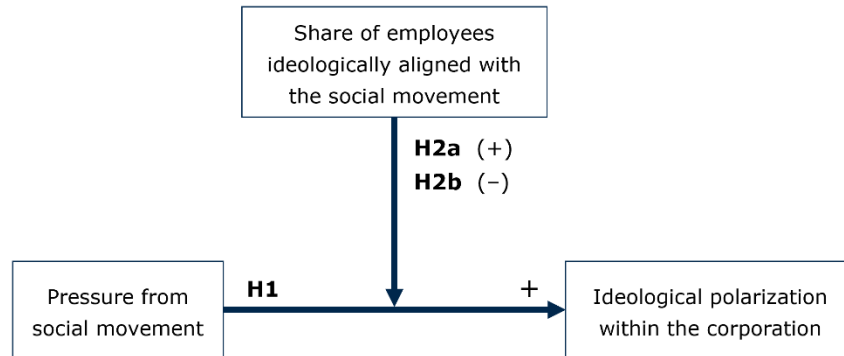 Share of employees
ideologically aligned with
the social movement
H2a (+)
H2b (–)
Pressure from
social movement
H1
+
Ideological polarization
within the corporation